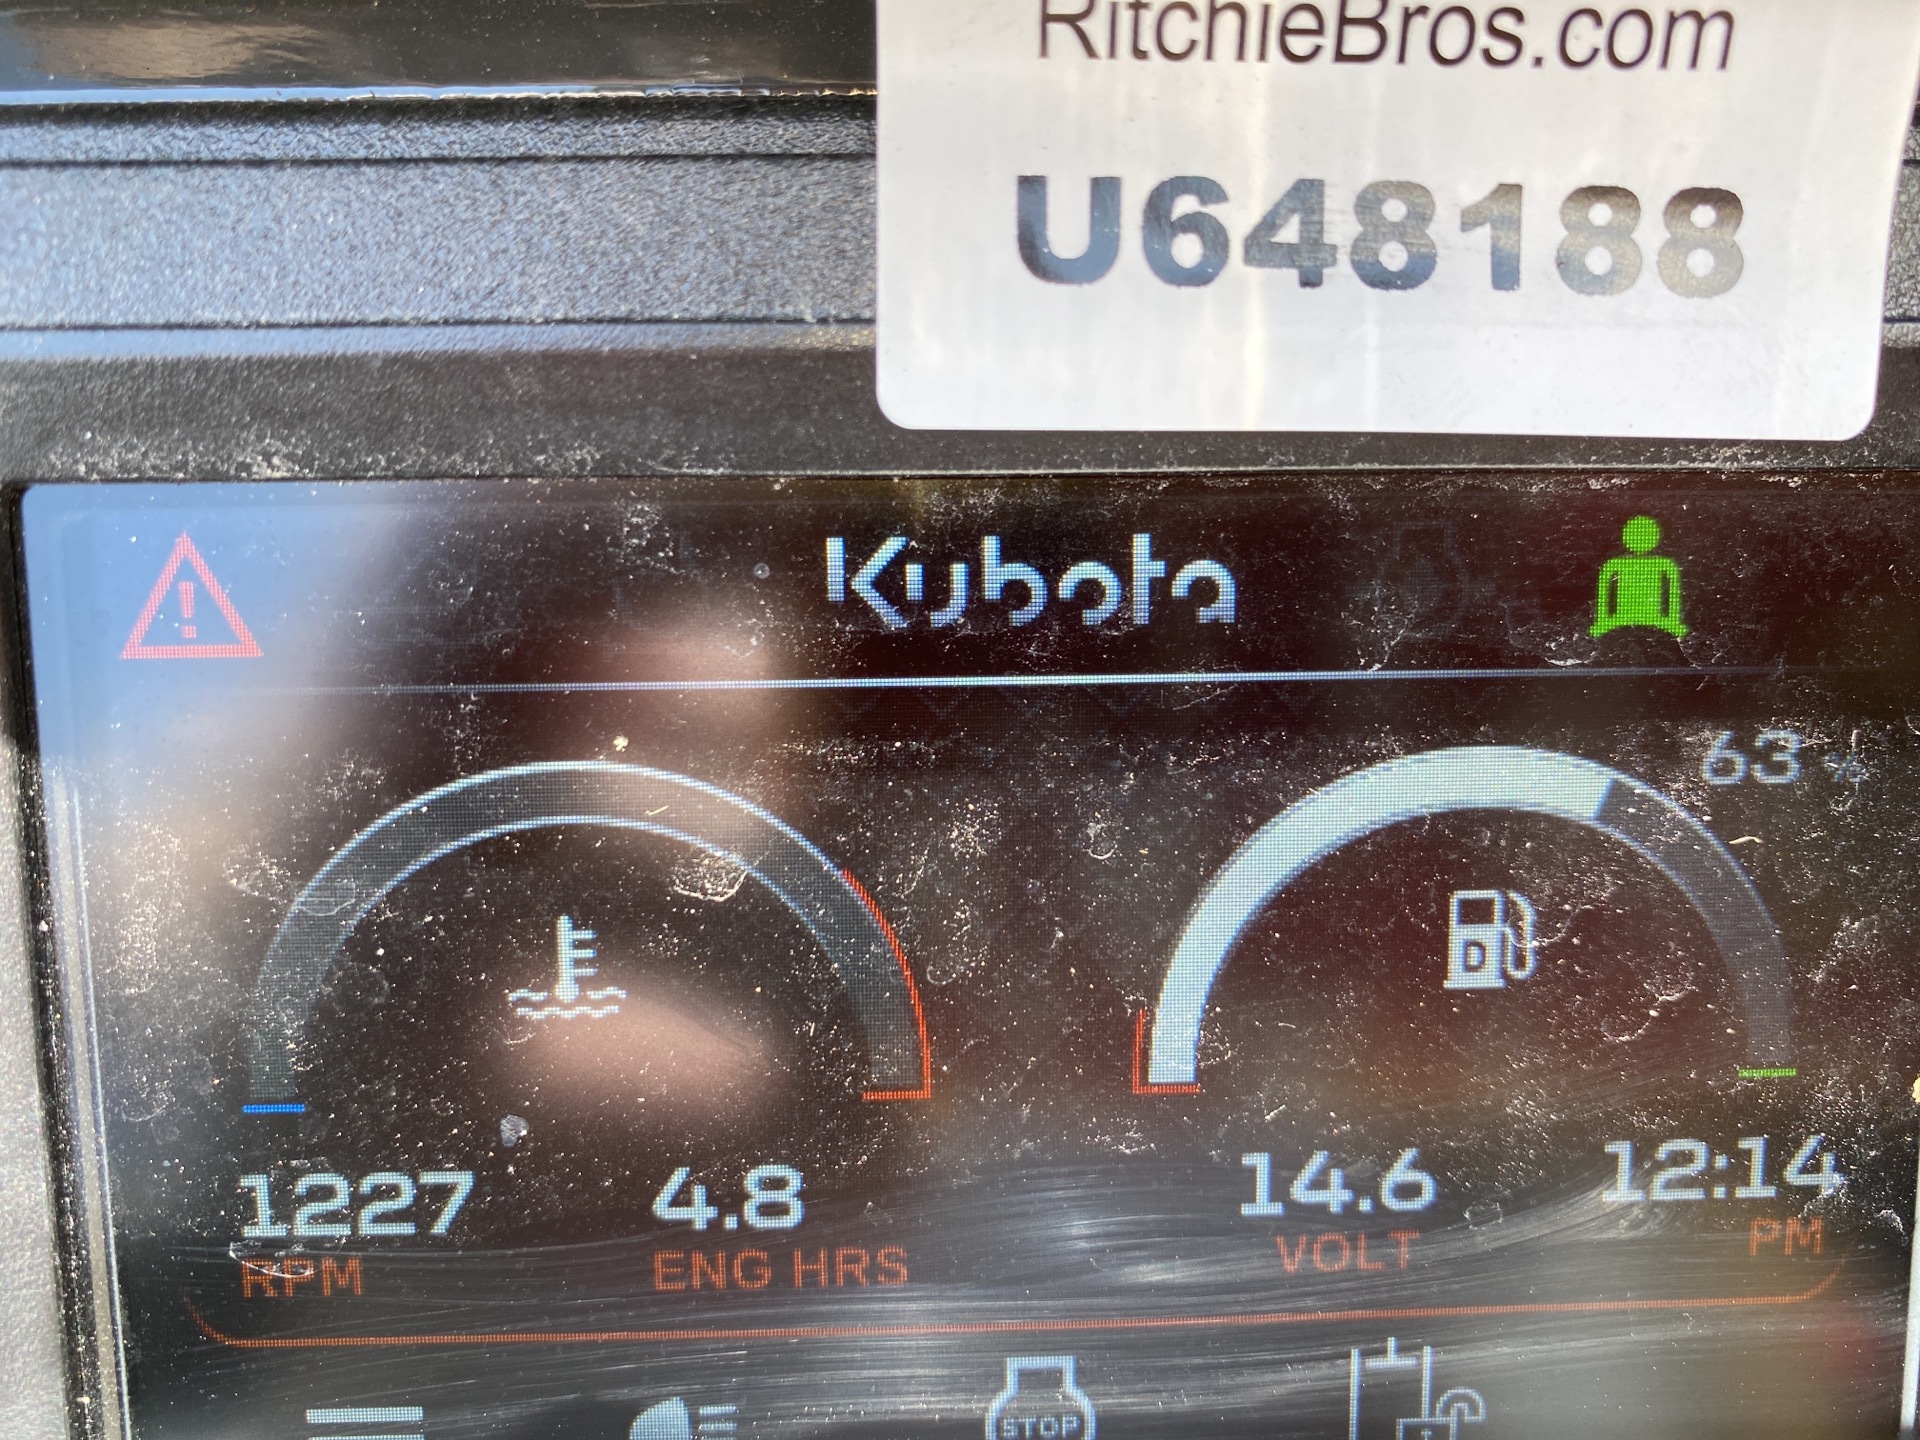 RitchieBros.com
U648188
Kubota
63 %
D
1227 4.8 14.6 12:14
RPM ENG HRS VOLT PM
STOP